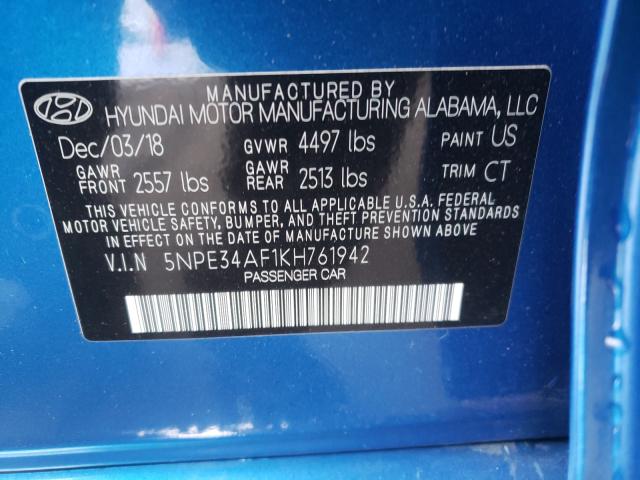 MANUFACTURED BY
HYUNDAI MOTOR MANUFACTURING ALABAMA, LLC
Dec/03/18 GVWR 4497 lbs PAINT US
GAWR FRONT 2557 lbs GAWR REAR 2513 lbs TRIM CT
THIS VEHICLE CONFORMS TO ALL APPLICABLE U.S.A. FEDERAL
MOTOR VEHICLE SAFETY, BUMPER, AND THEFT PREVENTION STANDARDS
IN EFFECT ON THE DATE OF MANUFACTURE SHOWN ABOVE.
V.I.N 5NPE34AF1KH761942
PASSENGER CAR